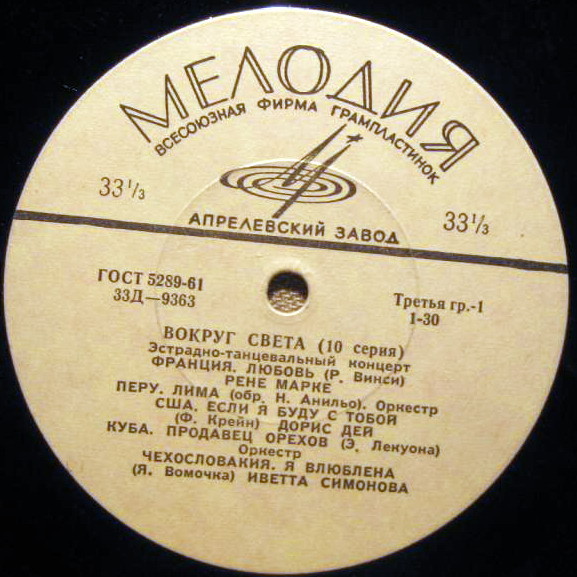 МЕЛОДИЯ
ВСЕСОЮЗНАЯ ФИРМА ГРАМПЛАСТИНОК
33⅓ 33⅓
АПРЕЛЕВСКИЙ ЗАВОД
ГОСТ 5289-61
33Д—9363
Третья гр.-1
1-30
ВОКРУГ СВЕТА (10 серия)
Эстрадно-танцевальный концерт
ФРАНЦИЯ. ЛЮБОВЬ (Р. Винси)
РЕНЕ МАРКЕ
ПЕРУ. ЛИМА (обр. Н. Анильо). Оркестр
США. ЕСЛИ Я БУДУ С ТОБОЙ
(Ф. Крейн) ДОРИС ДЕЙ
КУБА. ПРОДАВЕЦ ОРЕХОВ (Э. Лекуона)
Оркестр
ЧЕХОСЛОВАКИЯ. Я ВЛЮБЛЕНА
(Я. Вомочка) ИВЕТТА СИМОНОВА